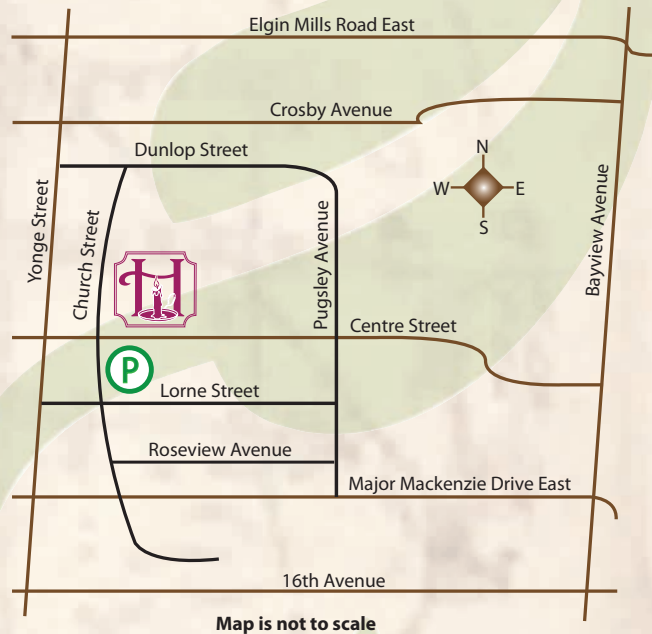 Elgin Mills Road East
Crosby Avenue
Dunlop Street
N
W
E
S
Yonge Street
Church Street
Pugsley Avenue
Bayview Avenue
H
Centre Street
P
Lorne Street
Roseview Avenue
Major Mackenzie Drive East
16th Avenue
Map is not to scale